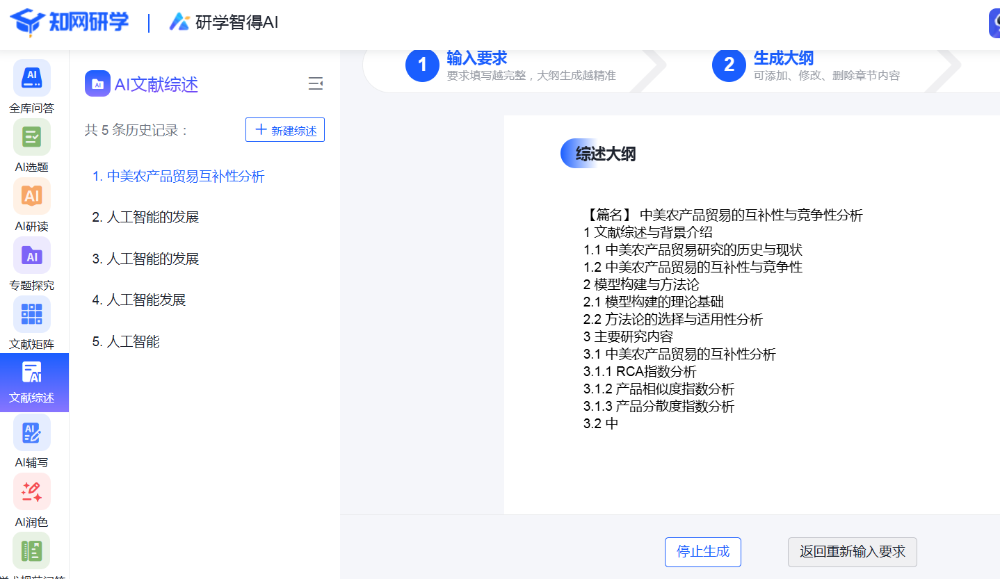 知网研学
研学智得AI
AI
全库问答
AI选题
AI
AI研读
AI
专题探究
文献矩阵
AI
文献综述
AI
AI辅写
AI润色
AI
AI文献综述
共 5 条历史记录：
新建综述
1. 中美农产品贸易互补性分析
2. 人工智能的发展
3. 人工智能的发展
4. 人工智能发展
5. 人工智能
1
输入要求
要求填写越完整，大纲生成越精准
2
生成大纲
可添加、修改、删除章节内容
综述大纲
【篇名】 中美农产品贸易的互补性与竞争性分析
1 文献综述与背景介绍
1.1 中美农产品贸易研究的历史与现状
1.2 中美农产品贸易的互补性与竞争性
2 模型构建与方法论
2.1 模型构建的理论基础
2.2 方法论的选择与适用性分析
3 主要研究内容
3.1 中美农产品贸易的互补性分析
3.1.1 RCA指数分析
3.1.2 产品相似度指数分析
3.1.3 产品分散度指数分析
3.2 中
停止生成
返回重新输入要求